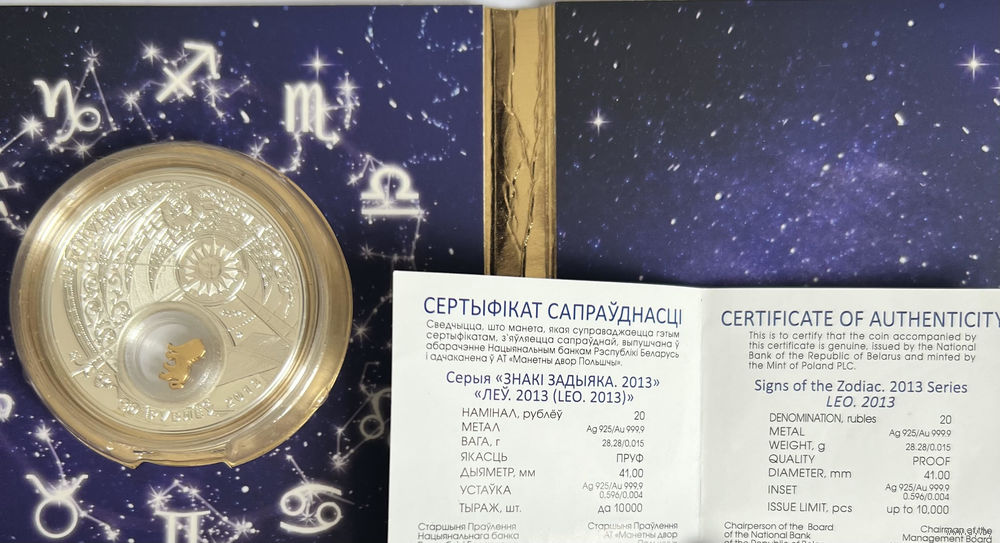 СЕРТЫФІКАТ САПРАЎДНАСЦІ
Сведчыцца, што манета, якая суправаджаецца гэтым
сертыфікатам, з'яўляецца сапраўднай, выпушчана ў
абарачэнне Нацыянальным банкам Рэспублікі Беларусь
і адчаканена ў АТ «Манетны двор Польшчы».
Серыя «ЗНАКІ ЗАДЫЯКА. 2013»
«ЛЕЎ. 2013 (LEO. 2013)»
НАМІНАЛ, рублёў 20
МЕТАЛ Ag 925/Au 999,9
ВАГА, г 28,28/0.015
ЯКАСЦЬ ПРУФ
ДЫЯМЕТР, мм 41.00
УСТАЎКА Ag 925/Au 999,9
0.596/0.004
ТЫРАЖ, шт. да 10000
Старшыня Праўлення Старшыня Праўлення
Нацыянальнага банка АТ «Манетны двор
CERTIFICATE OF AUTHENTICITY
This is to certify that the coin accompanied by
this certificate is genuine, issued by the National
Bank of the Republic of Belarus and minted by
the Mint of Poland PLC.
Signs of the Zodiac. 2013 Series
LEO. 2013
DENOMINATION, rubles 20
METAL Ag 925/Au 999.9
WEIGHT, g 28.28/0.015
QUALITY PROOF
DIAMETER, mm 41.00
INSET Ag 925/Au 999.9
0.596/0.004
ISSUE LIMIT, pcs up to 10,000
Chairperson of the Board Chairman of the
of the National Bank Management Board